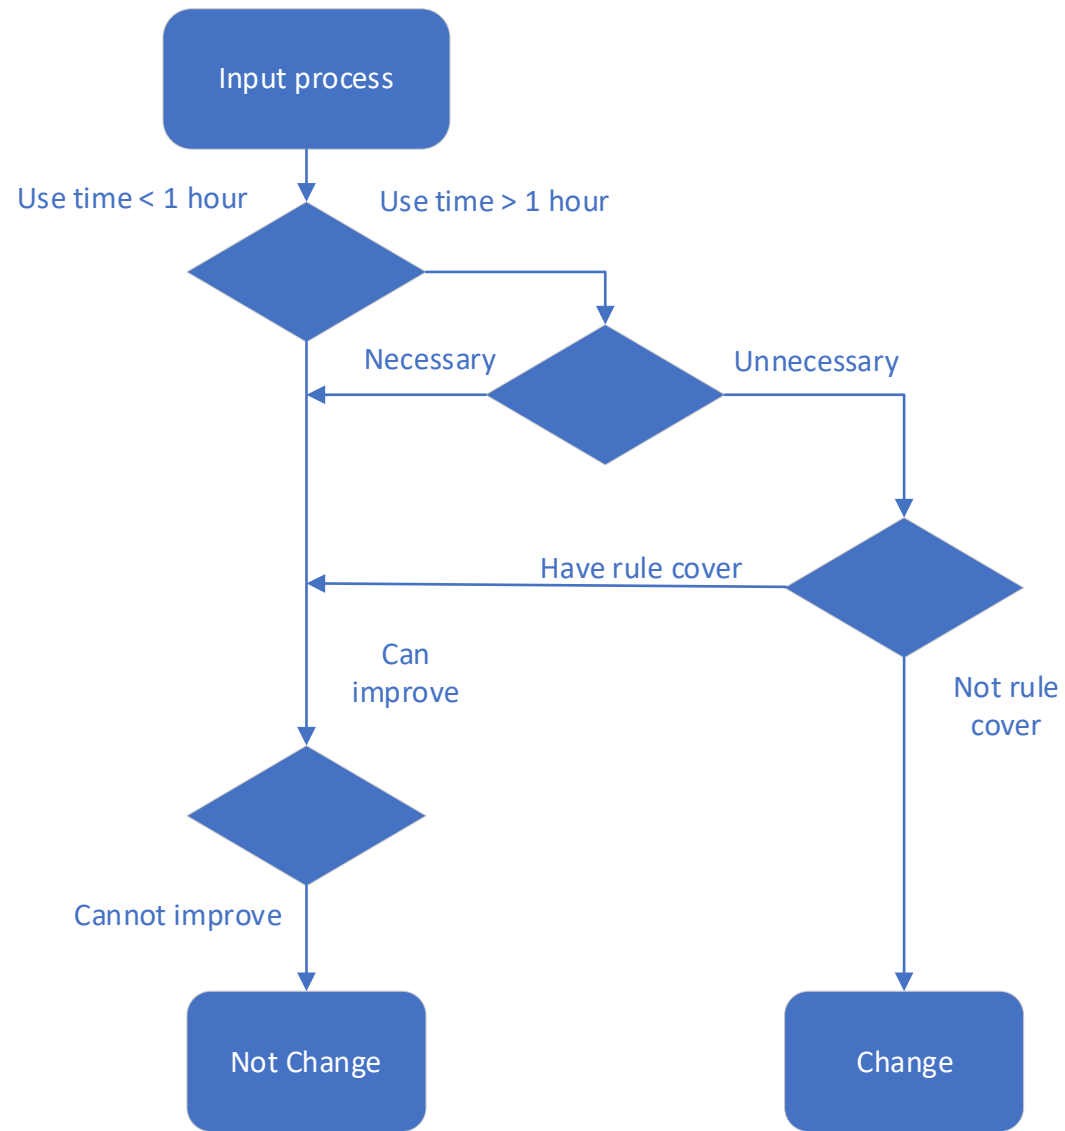 Input process
Use time < 1 hour
Use time > 1 hour
Necessary
Unnecessary
Have rule cover
Can
improve
Not rule
cover
Cannot improve
Not Change
Change